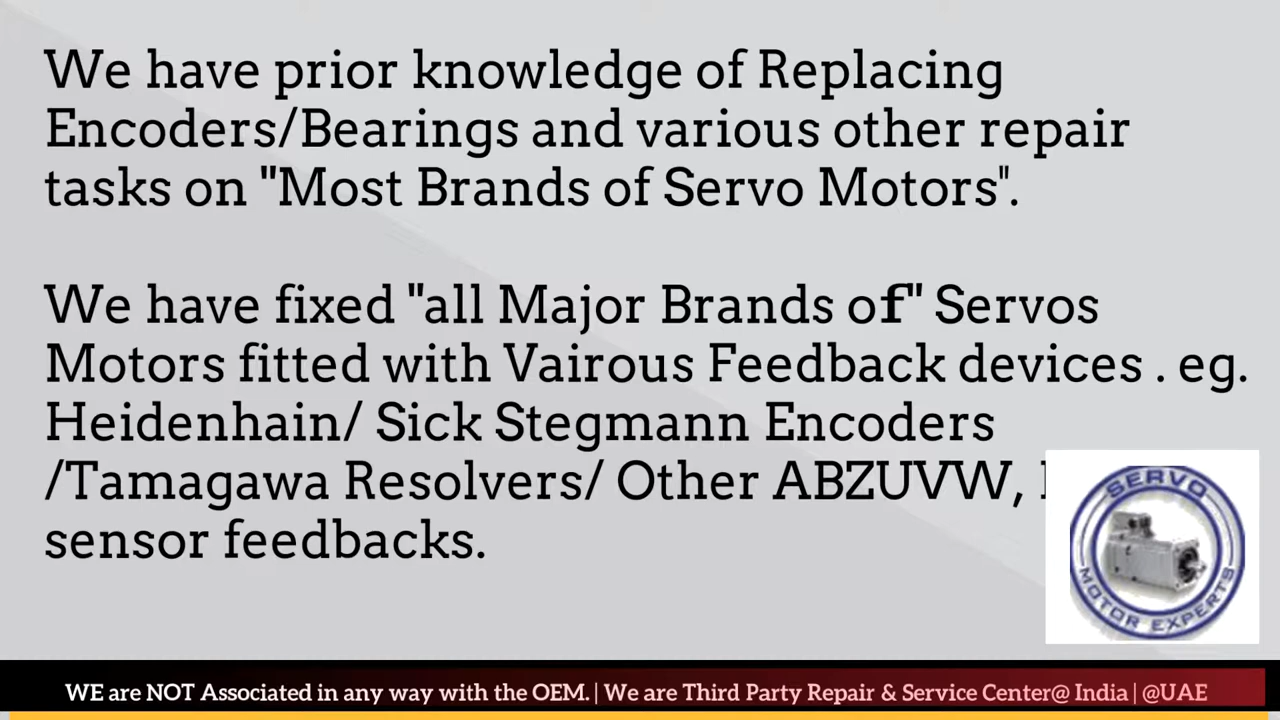 We have prior knowledge of Replacing
Encoders/Bearings and various other repair
tasks on "Most Brands of Servo Motors".
We have fixed "all Major Brands of" Servos
Motors fitted with Vairous Feedback devices . eg.
Heidenhain/ Sick Stegmann Encoders
/Tamagawa Resolvers/ Other ABZUVW,
sensor feedbacks.
SERVO
MOTOR EXPERTS
WE are NOT Associated in any way with the OEM. | We are Third Party Repair & Service Center@ India | @UAE